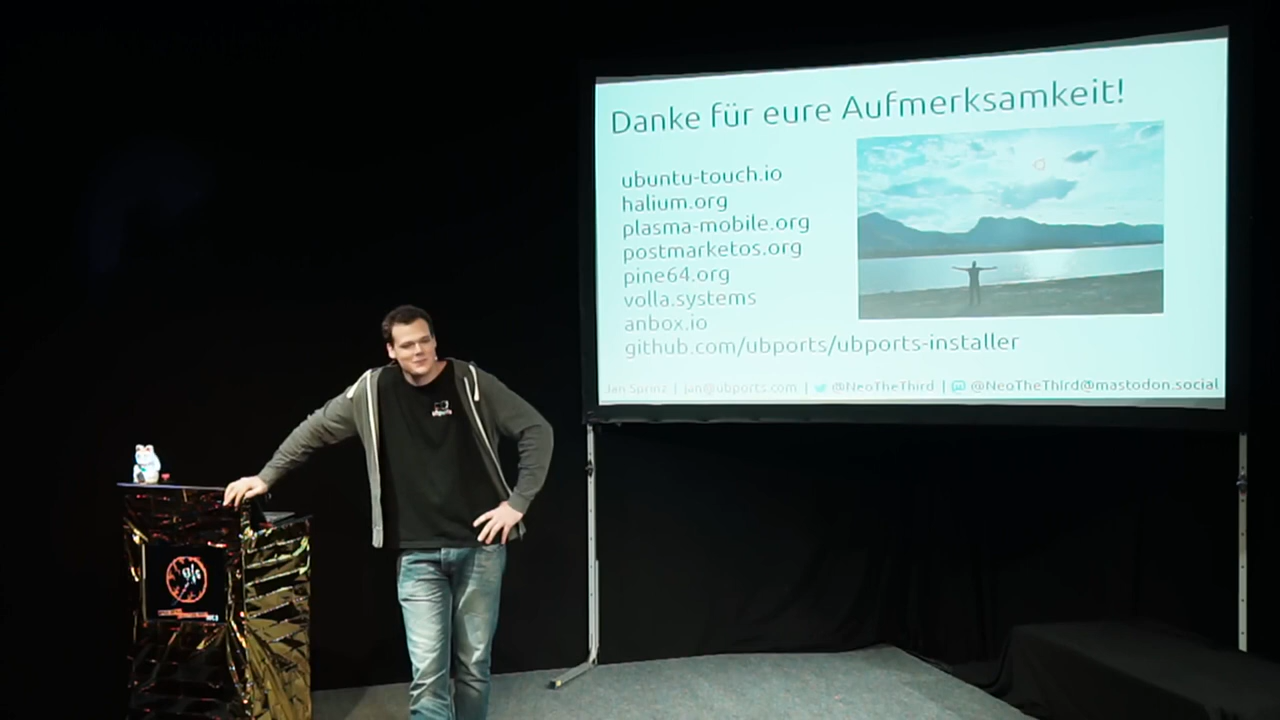 Danke für eure Aufmerksamkeit!
ubuntu-touch.io
halium.org
plasma-mobile.org
postmarketos.org
pine64.org
volla.systems
anbox.io
github.com/ubports/ubports-installer
Jan Sprinz | jan@ubports.com | @NeoTheThird | @NeoTheThird@mastodon.social
ubports